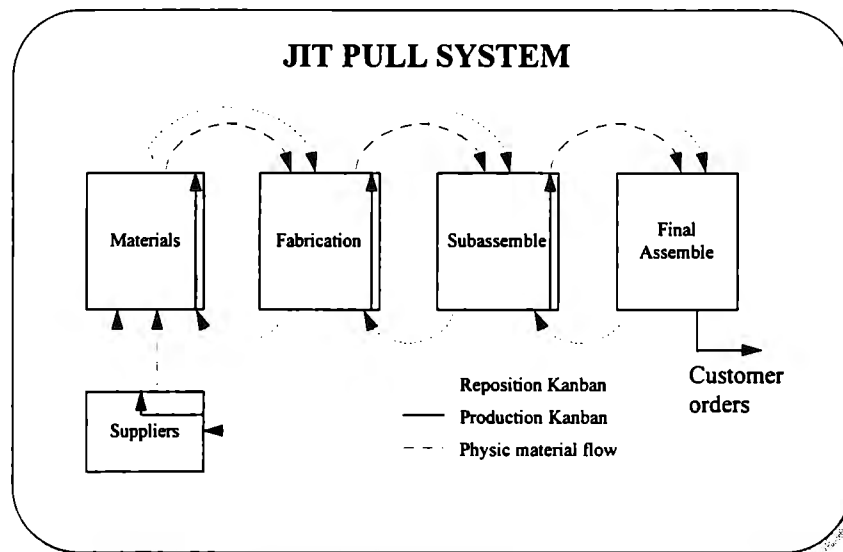 JIT PULL SYSTEM
Materials
Fabrication
Subassemble
Final
Assemble
Suppliers
Customer
orders
Reposition Kanban
Production Kanban
Physic material flow